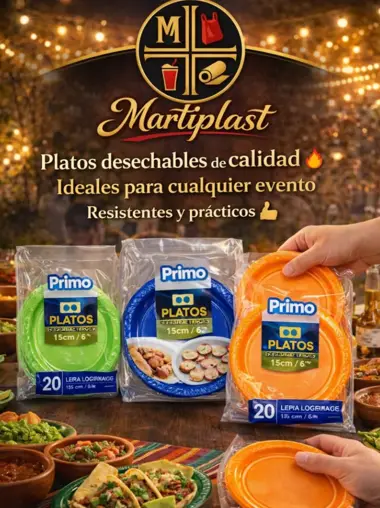 M
Martiplast
Platos desechables de calidad 🔥
Ideales para cualquier evento
Resistentes y prácticos 👍
Primo
PLATOS
15cm / 6"
20
Primo
PLATOS
15cm / 6"
Primo
PLATOS
15cm / 6"
20